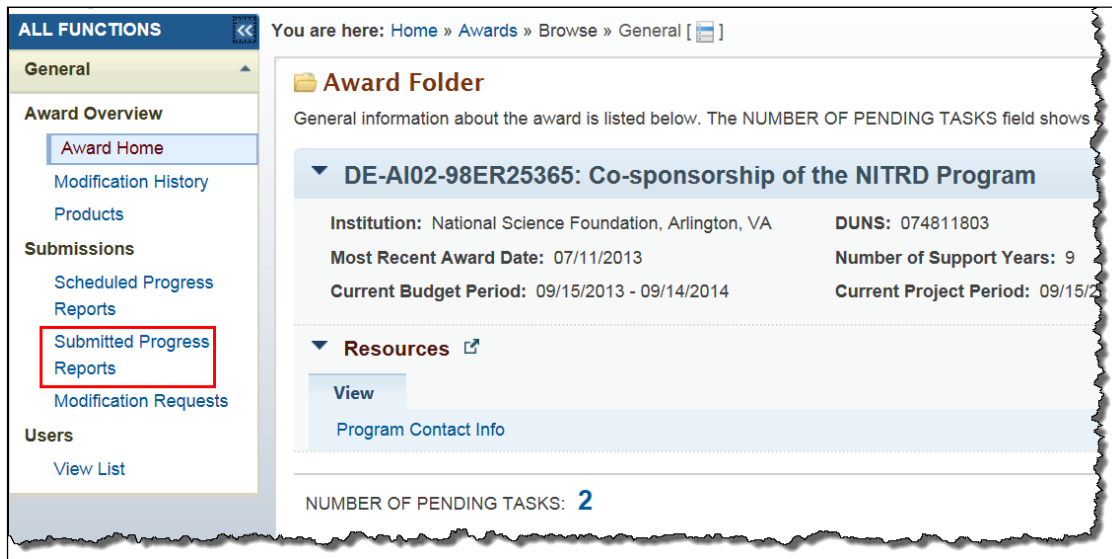 ALL FUNCTIONS
You are here: Home » Awards » Browse » General [ ]
General
Award Folder
Award Overview
General information about the award is listed below. The NUMBER OF PENDING TASKS field shows
Award Home
DE-AI02-98ER25365: Co-sponsorship of the NITRD Program
Modification History
Products
Institution: National Science Foundation, Arlington, VA DUNS: 074811803
Submissions
Most Recent Award Date: 07/11/2013 Number of Support Years: 9
Scheduled Progress
Reports
Current Budget Period: 09/15/2013 - 09/14/2014 Current Project Period: 09/15/2
Submitted Progress
Reports
Resources
Modification Requests
View
Program Contact Info
Users
View List
NUMBER OF PENDING TASKS: 2